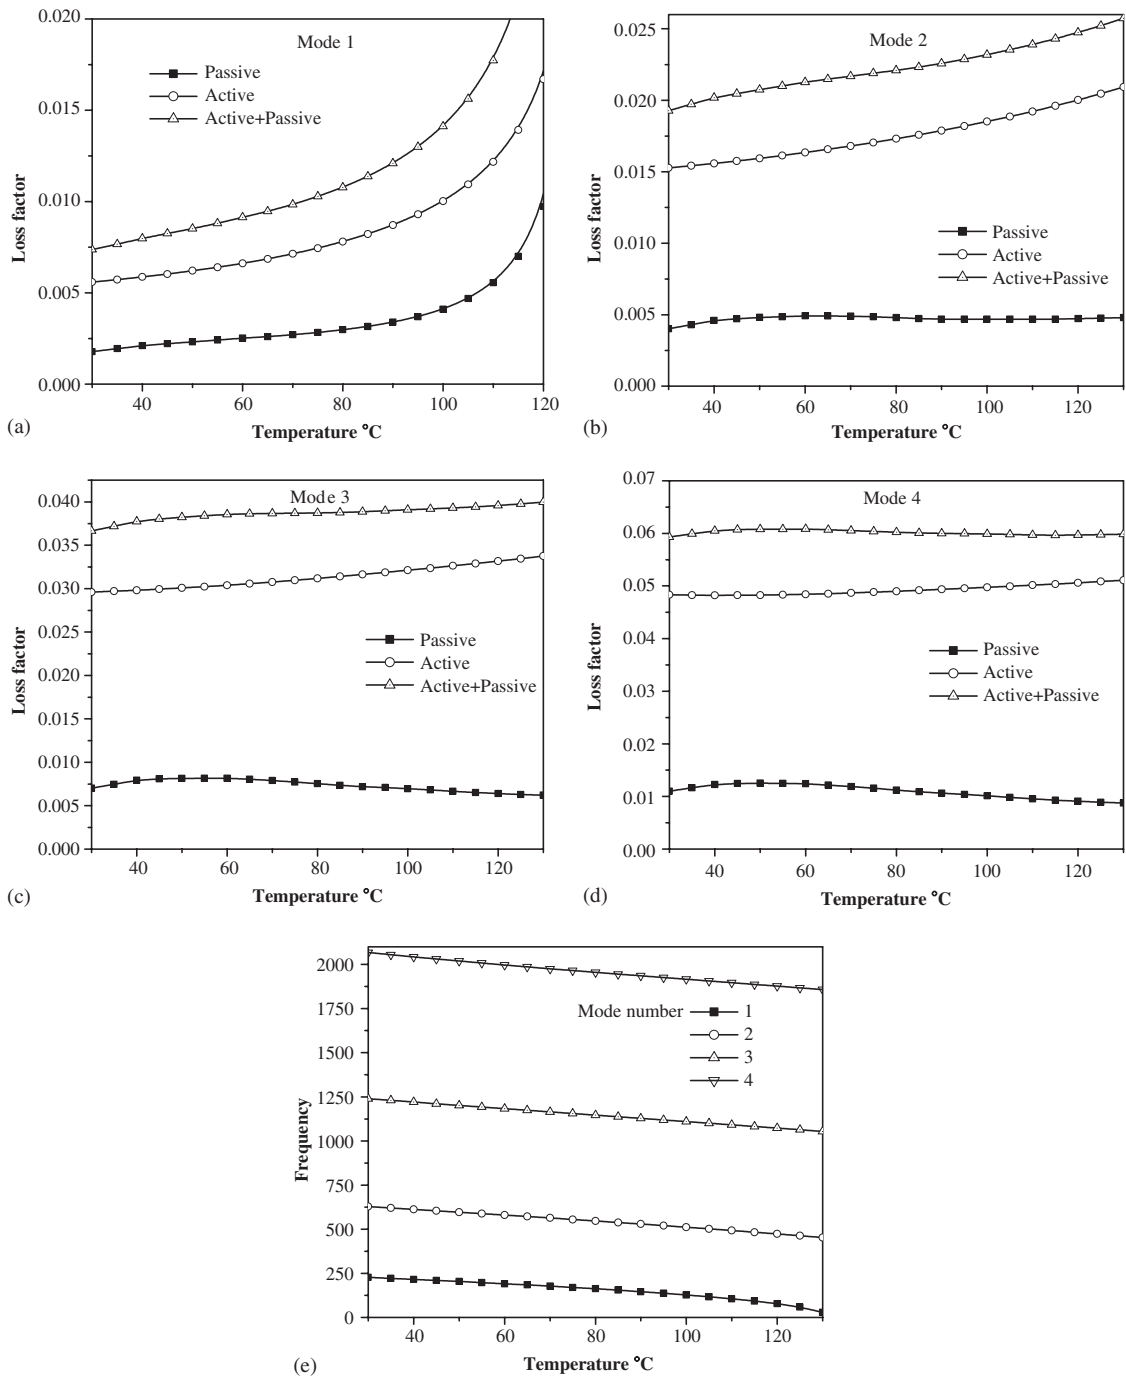 0.020
0.015
0.010
0.005
0.000
Loss factor
Mode 1
Passive
Active
Active+Passive
40 60 80 100 120
Temperature °C
(a)
0.025
0.020
0.015
0.010
0.005
0.000
Loss factor
Mode 2
Passive
Active
Active+Passive
40 60 80 100 120
Temperature °C
(b)
0.040
0.035
0.030
0.025
0.020
0.015
0.010
0.005
0.000
Loss factor
Mode 3
Passive
Active
Active+Passive
40 60 80 100 120
Temperature °C
(c)
0.07
0.06
0.05
0.04
0.03
0.02
0.01
0.00
Loss factor
Mode 4
Passive
Active
Active+Passive
40 60 80 100 120
Temperature °C
(d)
2000
1750
1500
1250
1000
750
500
250
0
Frequency
Mode number 1
2
3
4
40 60 80 100 120
Temperature °C
(e)